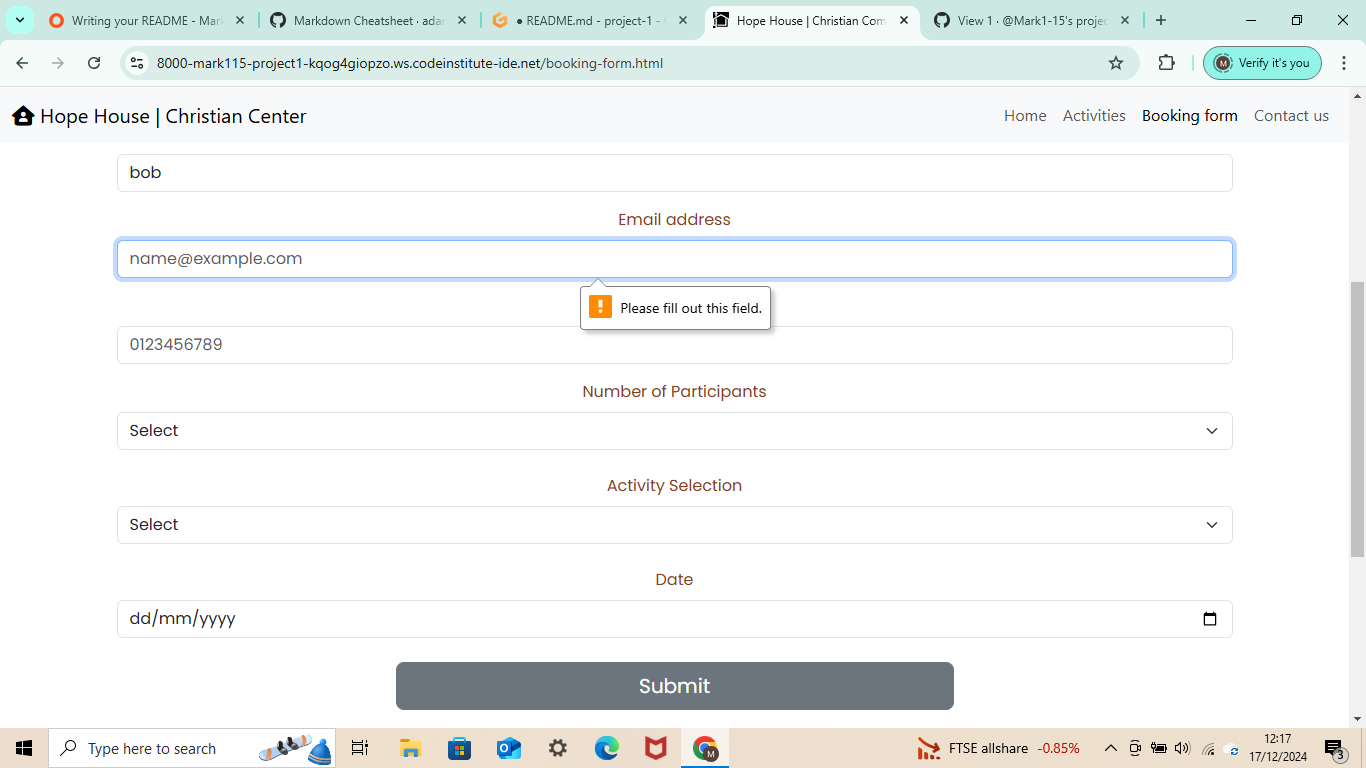 Writing your README - Mar
Markdown Cheatsheet · adar
● README.md - project-1 -
Hope House | Christian Com
View 1 · @Mark1-15's projec
8000-mark115-project1-kqog4giopzo.ws.codeinstitute-ide.net/booking-form.html
M Verify it's you
Hope House | Christian Center
Home Activities Booking form Contact us
bob
Email address
name@example.com
Please fill out this field.
0123456789
Number of Participants
Select
Activity Selection
Select
Date
dd/mm/yyyy
Submit
Type here to search
M
FTSE allshare -0.85%
12:17
17/12/2024
3